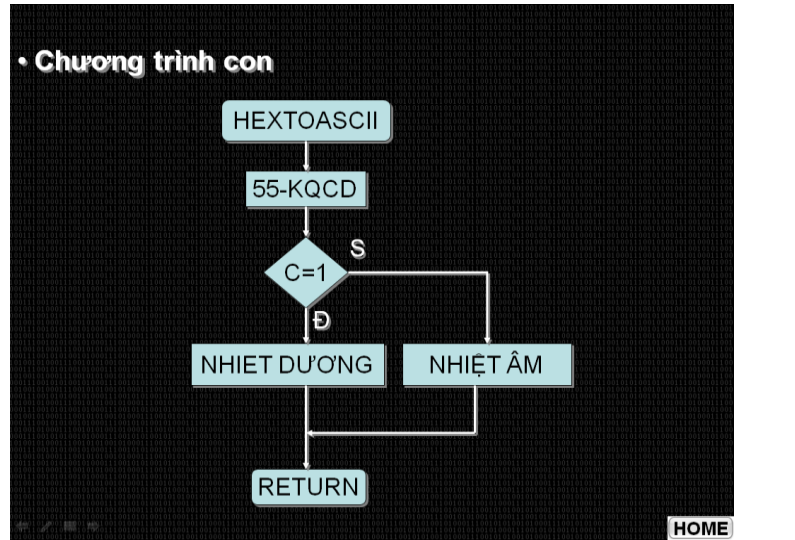 • Chương trình con
HEXTOASCII
55-KQCD
C=1
S
Đ
NHIET DƯƠNG
NHIỆT ÂM
RETURN
HOME